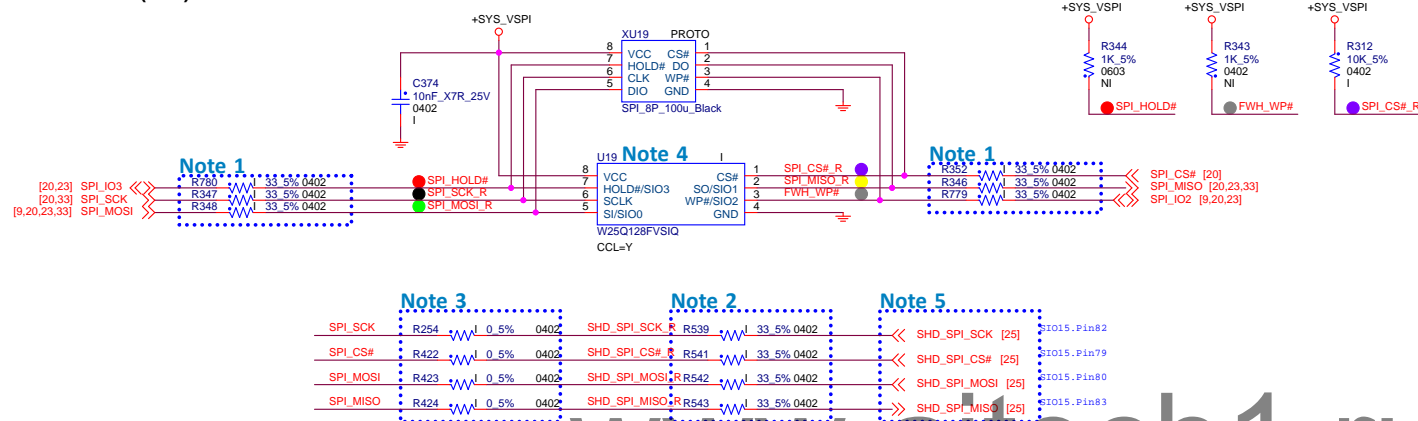 +SYS_VSPI
+SYS_VSPI
+SYS_VSPI
+SYS_VSPI
XU19 PROTO
8 VCC CS# 1
7 HOLD# DO 2
6 CLK WP# 3
5 DIO GND 4
SPI_8P_100u_Black
C374
10nF_X7R_25V
0402
I
R344
1K_5%
0603
NI
SPI_HOLD#
R343
1K_5%
0402
NI
FWH_WP#
R312
10K_5%
0402
I
SPI_CS#_R
Note 1
[20,23] SPI_IO3 R780 I 33_5% 0402 SPI_HOLD#
[20,33] SPI_SCK R347 I 33_5% 0402 SPI_SCK_R
[9,20,23,33] SPI_MOSI R348 I 33_5% 0402 SPI_MOSI_R
U19 Note 4 I
8 VCC CS# 1 SPI_CS#_R
7 HOLD#/SIO3 SO/SIO1 2 SPI_MISO_R
6 SCLK WP#/SIO2 3 FWH_WP#
5 SI/SIO0 GND 4
W25Q128FVSIQ
CCL=Y
Note 1
R352 I 33_5% 0402 SPI_CS# [20]
R346 I 33_5% 0402 SPI_MISO [20,23,33]
R779 I 33_5% 0402 SPI_IO2 [9,20,23]
Note 3 Note 2 Note 5
SPI_SCK R254 I 0_5% 0402 SHD_SPI_SCK_R R539 I 33_5% 0402 SHD_SPI_SCK [25] SIO15.Pin82
SPI_CS# R422 I 0_5% 0402 SHD_SPI_CS#_R R541 I 33_5% 0402 SHD_SPI_CS# [25] SIO15.Pin79
SPI_MOSI R423 I 0_5% 0402 SHD_SPI_MOSI_R R542 I 33_5% 0402 SHD_SPI_MOSI [25] SIO15.Pin80
SPI_MISO R424 I 0_5% 0402 SHD_SPI_MISO_R R543 I 33_5% 0402 SHD_SPI_MISO [25] SIO15.Pin83